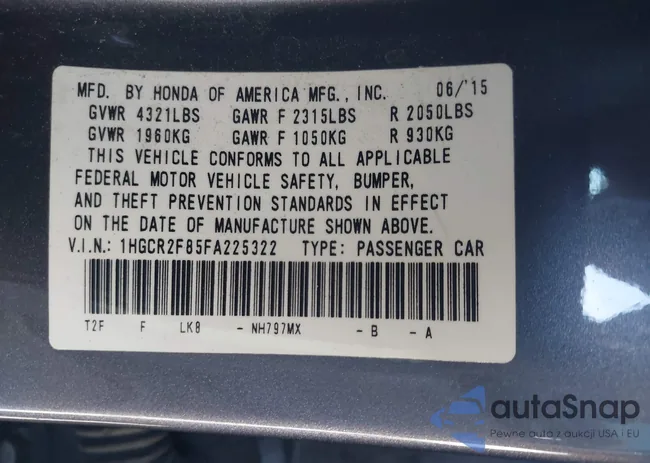 MFD. BY HONDA OF AMERICA MFG., INC. 06/'15
GVWR 4321LBS GAWR F 2315LBS R 2050LBS
GVWR 1960KG GAWR F 1050KG R 930KG
THIS VEHICLE CONFORMS TO ALL APPLICABLE
FEDERAL MOTOR VEHICLE SAFETY, BUMPER,
AND THEFT PREVENTION STANDARDS IN EFFECT
ON THE DATE OF MANUFACTURE SHOWN ABOVE.
V.I.N.: 1HGCR2F85FA225322 TYPE: PASSENGER CAR
T2F F LK8 - NH797MX - B - A
autaSnap
Pewne auta z aukcji USA i EU